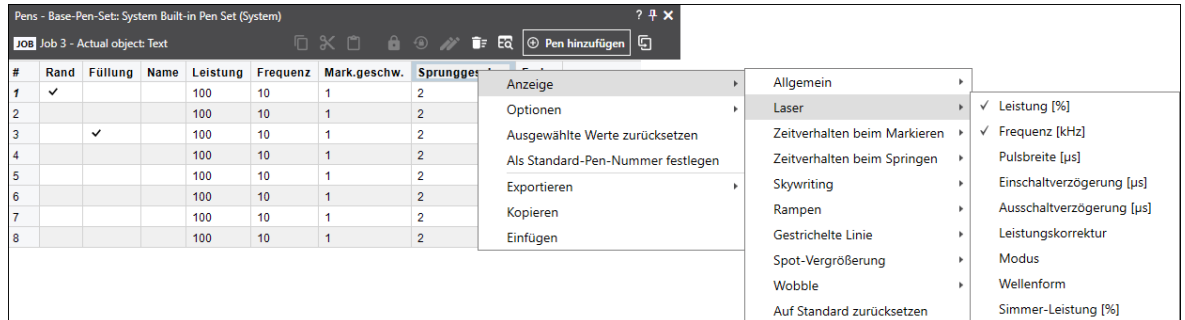 Pens - Base-Pen-Set:: System Built-in Pen Set (System) ?
JOB Job 3 - Actual object: Text Pen hinzufügen
# Rand Füllung Name Leistung Frequenz Mark.geschw.
1 100 10 1 2
2 100 10 1 2
3 100 10 1 2
4 100 10 1 2
5 100 10 1 2
6 100 10 1 2
7 100 10 1 2
8 100 10 1 2
Anzeige
Optionen
Ausgewählte Werte zurücksetzen
Als Standard-Pen-Nummer festlegen
Exportieren
Kopieren
Einfügen
Allgemein
Laser
Zeitverhalten beim Markieren
Zeitverhalten beim Springen
Skywriting
Rampen
Gestrichelte Linie
Spot-Vergrößerung
Wobble
Auf Standard zurücksetzen
Leistung [%]
Frequenz [kHz]
Pulsbreite [µs]
Einschaltverzögerung [µs]
Ausschaltverzögerung [µs]
Leistungskorrektur
Modus
Wellenform
Simmer-Leistung [%]